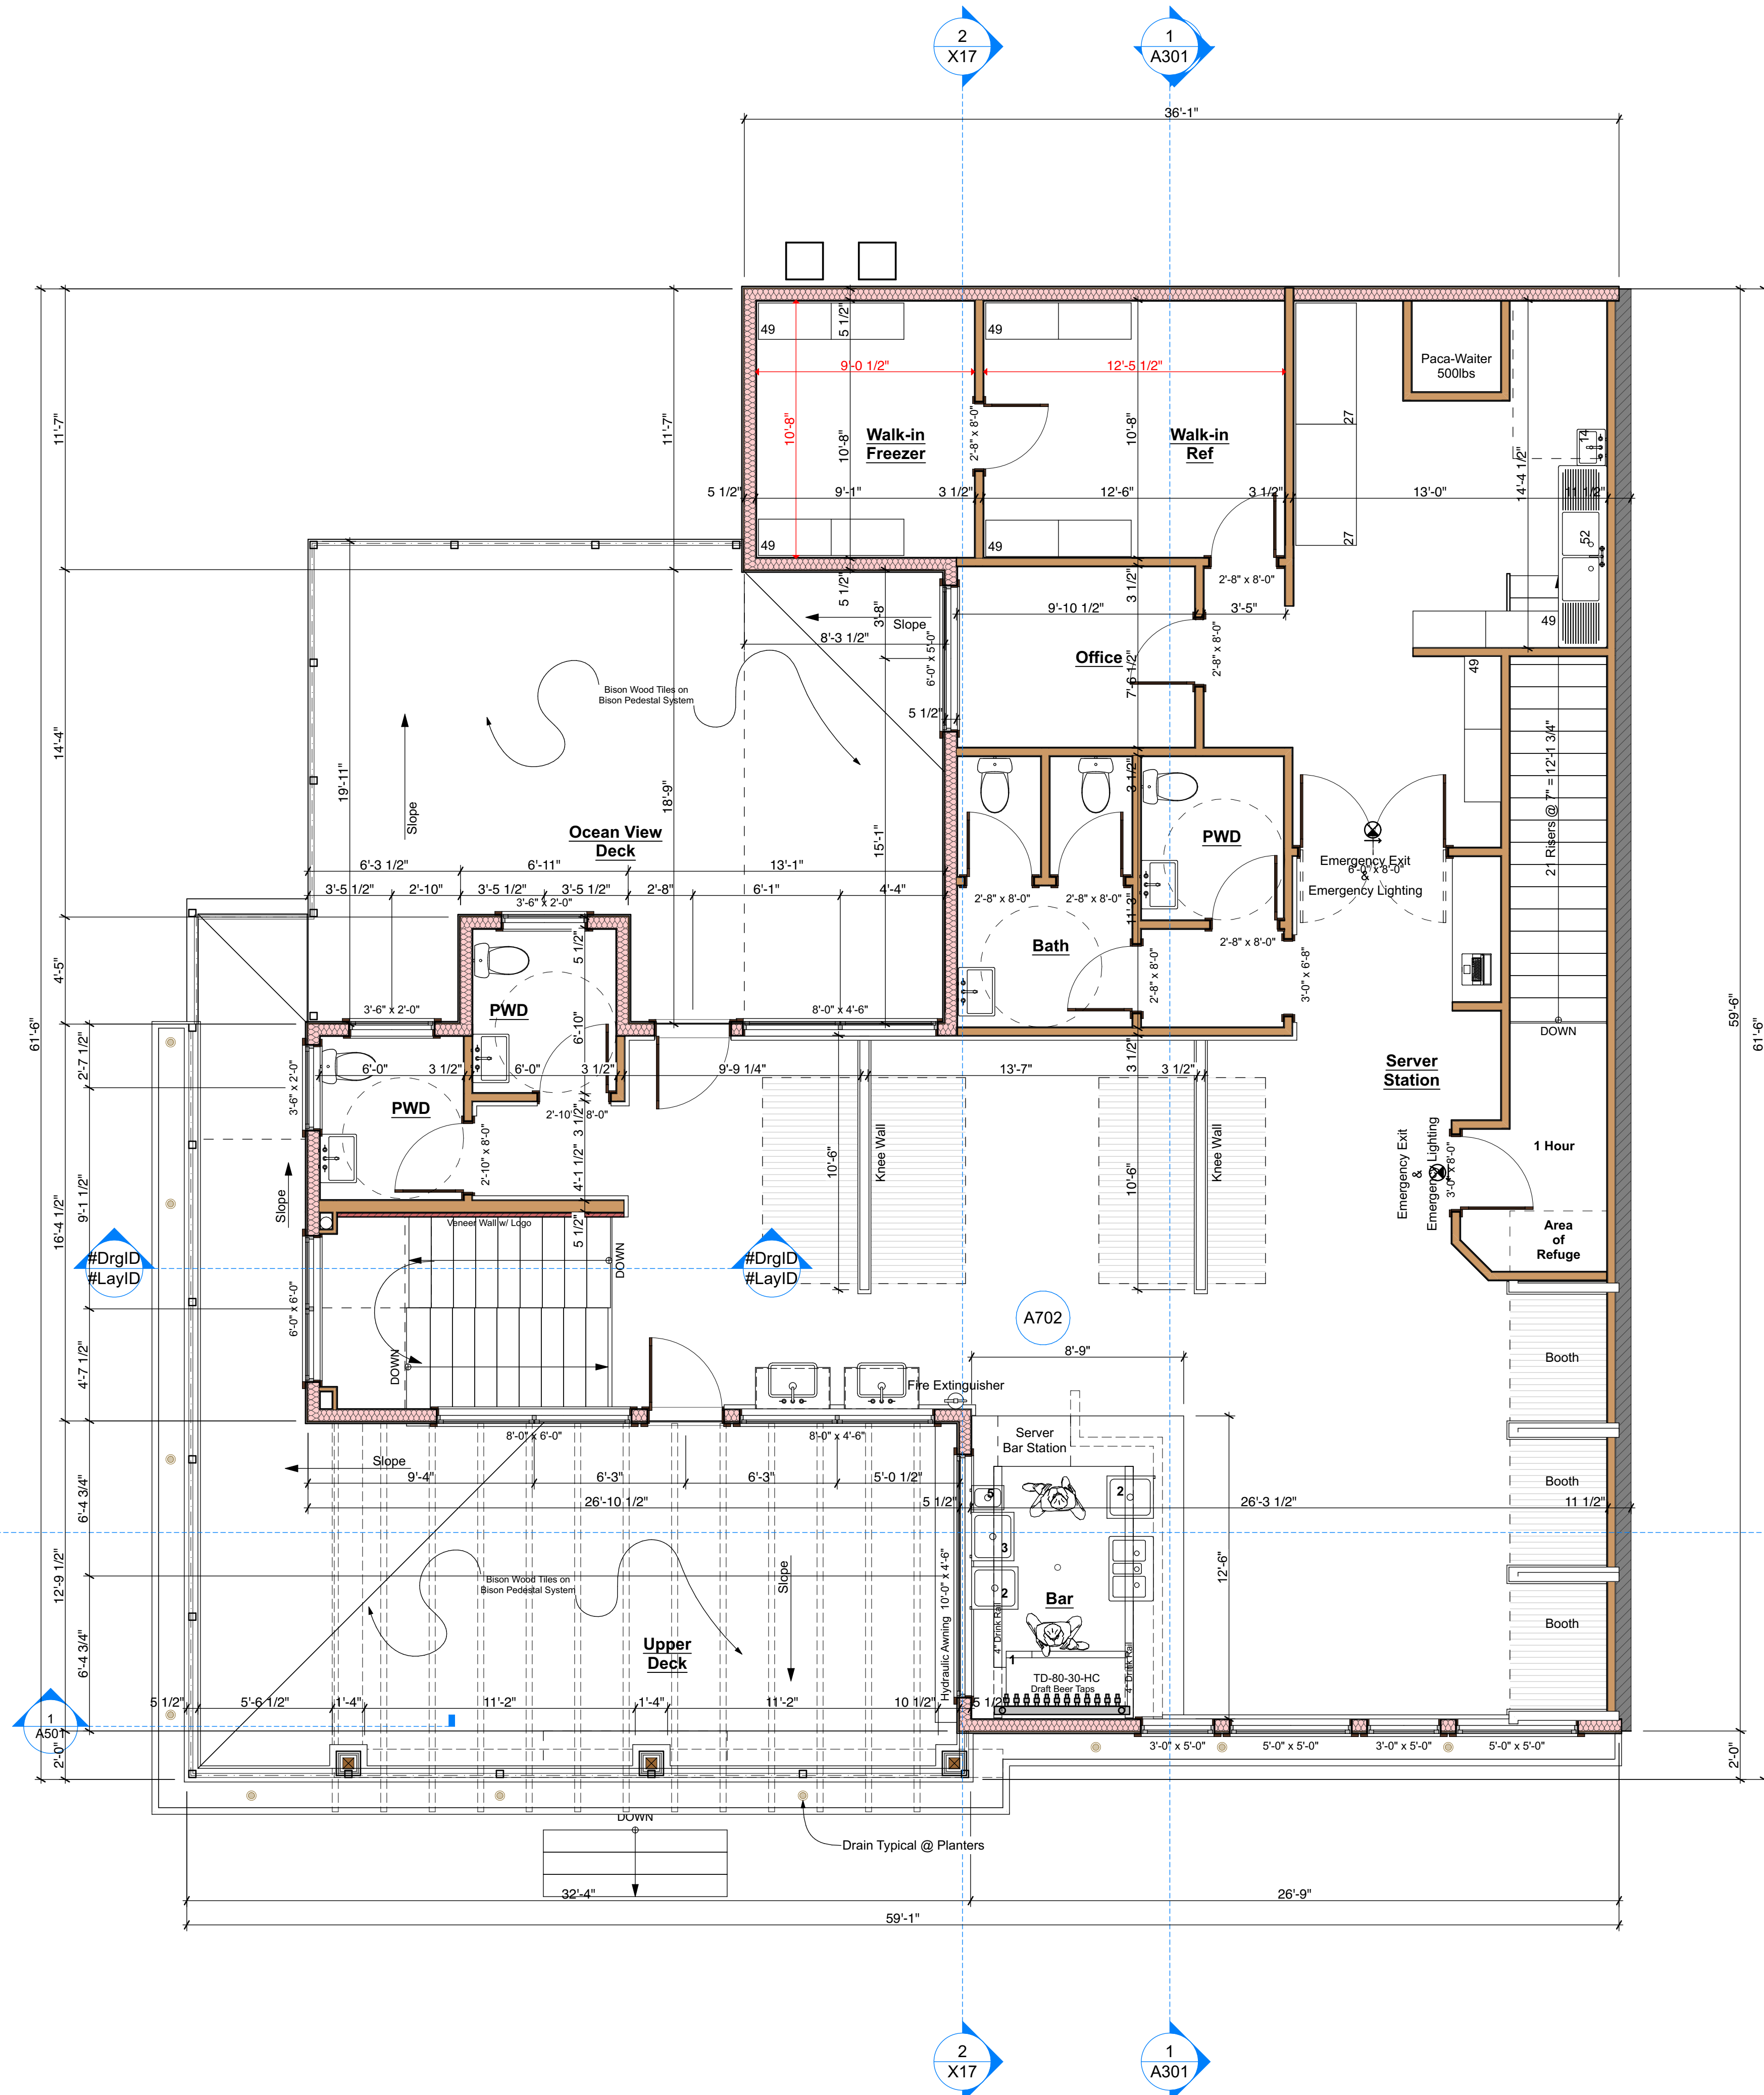 2
X17
1
A301
36'-1"
49
5 1/2"
49
Paca-Waiter
500lbs
9'-0 1/2"
12'-5 1/2"
11'-7"
11'-7"
10'-8"
10'-8"
Walk-in
Freezer
2'-8" x 8'-0"
10'-8"
Walk-in
Ref
27
14
14'-4 1/2"
5 1/2"
9'-1"
3 1/2"
12'-6"
3 1/2"
13'-0"
11 1/2"
49
49
27
52
5 1/2"
3 1/2"
2'-8" x 8'-0"
3'-8"
9'-10 1/2"
3'-5"
Slope
49
8'-3 1/2"
6'-0" x 5'-0"
Office
7'-6 1/2"
2'-8" x 8'-0"
49
Bison Wood Tiles on
Bison Pedestal System
5 1/2"
14'-4"
19'-11"
18'-9"
Slope
3 1/2"
21 Risers @ 7" = 12'-1 3/4"
Ocean View
Deck
15'-1"
PWD
Emergency Exit
6'-0" x 8'-0"
&
Emergency Lighting
6'-3 1/2"
6'-11"
13'-1"
3'-5 1/2"
2'-10"
3'-5 1/2"
3'-5 1/2"
2'-8"
6'-1"
4'-4"
3'-6" x 2'-0"
2'-8" x 8'-0"
2'-8" x 8'-0"
11'-3"
2'-8" x 8'-0"
Bath
4'-5"
5 1/2"
2'-8" x 8'-0"
3'-0" x 6'-8"
3'-6" x 2'-0"
PWD
8'-0" x 4'-6"
DOWN
61'-6"
59'-6"
61'-6"
2'-7 1/2"
6'-10"
3 1/2"
Server
Station
3'-6" x 2'-0"
6'-0"
3 1/2"
6'-0"
3 1/2"
9'-9 1/4"
13'-7"
3 1/2"
PWD
2'-10" x 8'-0"
3 1/2"
2'-10" x 8'-0"
4'-1 1/2"
10'-6"
Knee Wall
10'-6"
Knee Wall
Emergency Exit
&
Emergency Lighting
3'-0" x 8'-0"
1 Hour
16'-4 1/2"
9'-1 1/2"
Slope
Veneer Wall w/ Logo
5 1/2"
Area
of
Refuge
#DrgID
#LayID
DOWN
#DrgID
#LayID
6'-0" x 6'-0"
A702
4'-7 1/2"
DOWN
8'-9"
Booth
Fire Extinguisher
8'-0" x 6'-0"
8'-0" x 4'-6"
Server
Bar Station
Slope
9'-4"
6'-3"
6'-3"
5'-0 1/2"
5
2
Booth
6'-4 3/4"
26'-10 1/2"
5 1/2"
26'-3 1/2"
11 1/2"
3
12'-9 1/2"
Bison Wood Tiles on
Bison Pedestal System
Slope
Hydraulic Awning 10'-0" x 4'-6"
2
Bar
12'-6"
Booth
6'-4 3/4"
Upper
Deck
4" Drink Rail
4" Drink Rail
1
TD-80-30-HC
Draft Beer Taps
5 1/2"
5'-6 1/2"
1'-4"
11'-2"
1'-4"
11'-2"
10 1/2"
5 1/2"
1
A501
2'-0"
3'-0" x 5'-0"
5'-0" x 5'-0"
3'-0" x 5'-0"
5'-0" x 5'-0"
2'-0"
DOWN
Drain Typical @ Planters
32'-4"
26'-9"
59'-1"
2
X17
1
A301